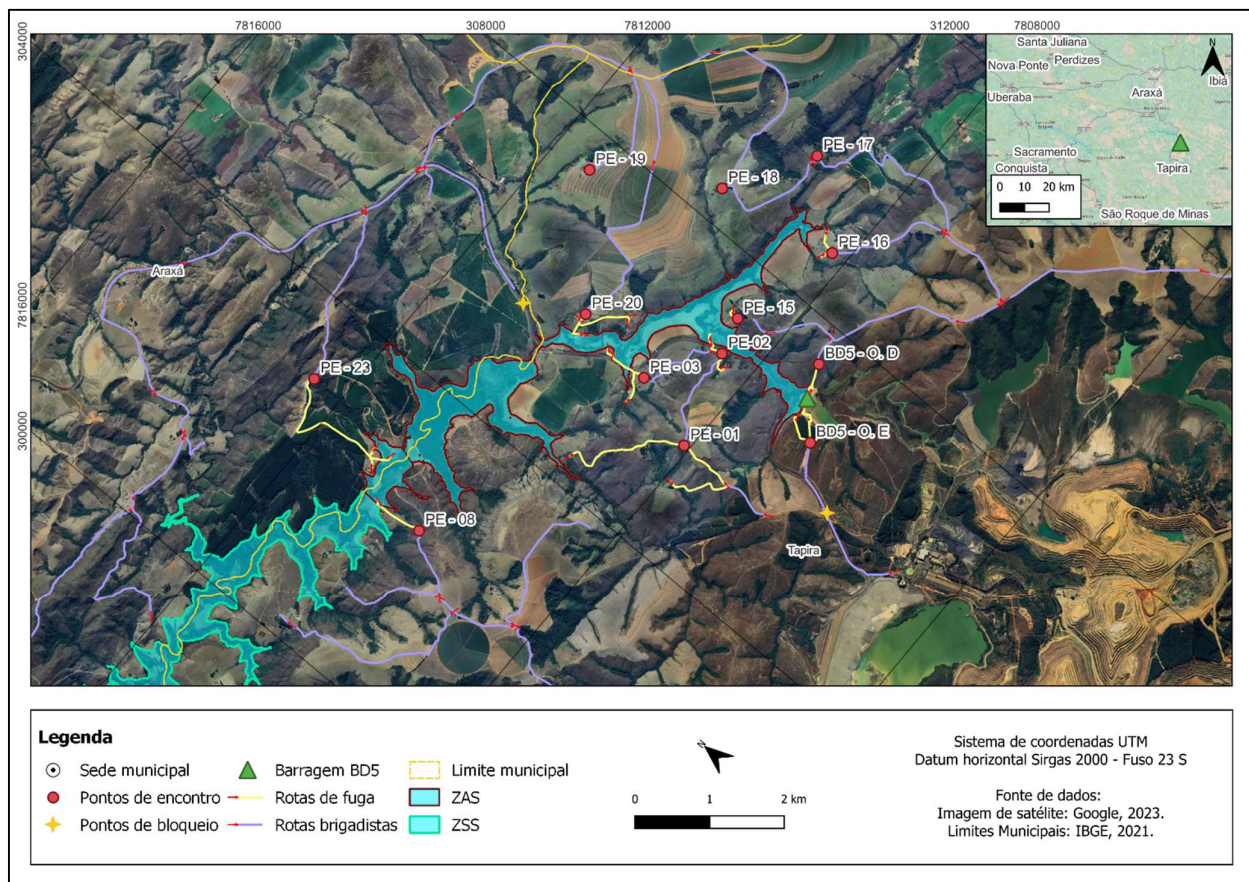 7816000
308000
7812000
312000
7808000
304000
7816000
300000
Santa Juliana
Perdizes
Nova Ponte
N
Ibiá
Araxá
Uberaba
Sacramento
Conquista
Tapira
0 10 20 km
São Roque de Minas
PE - 17
PE - 19
PE - 18
PE - 16
Araxá
PE - 20
PE - 15
PE-02
BD5 - O. D
PE - 23
PE - 03
BD5 - O. E
PE - 01
PE - 08
Tapira
Legenda
Sede municipal
Barragem BD5
Limite municipal
Pontos de encontro
Rotas de fuga
ZAS
Pontos de bloqueio
Rotas brigadistas
ZSS
N
0 1 2 km
Sistema de coordenadas UTM
Datum horizontal Sirgas 2000 - Fuso 23 S
Fonte de dados:
Imagem de satélite: Google, 2023.
Limites Municipais: IBGE, 2021.